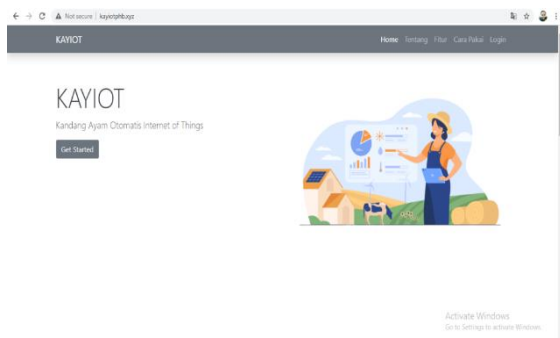 Not secure | kayiotphb.xyz
KAYIOT
Home Tentang Fitur Cara Pakai Login
KAYIOT
Kandang Ayam Otomatis Internet of Things
Get Started
Activate Windows
Go to Settings to activate Windows.